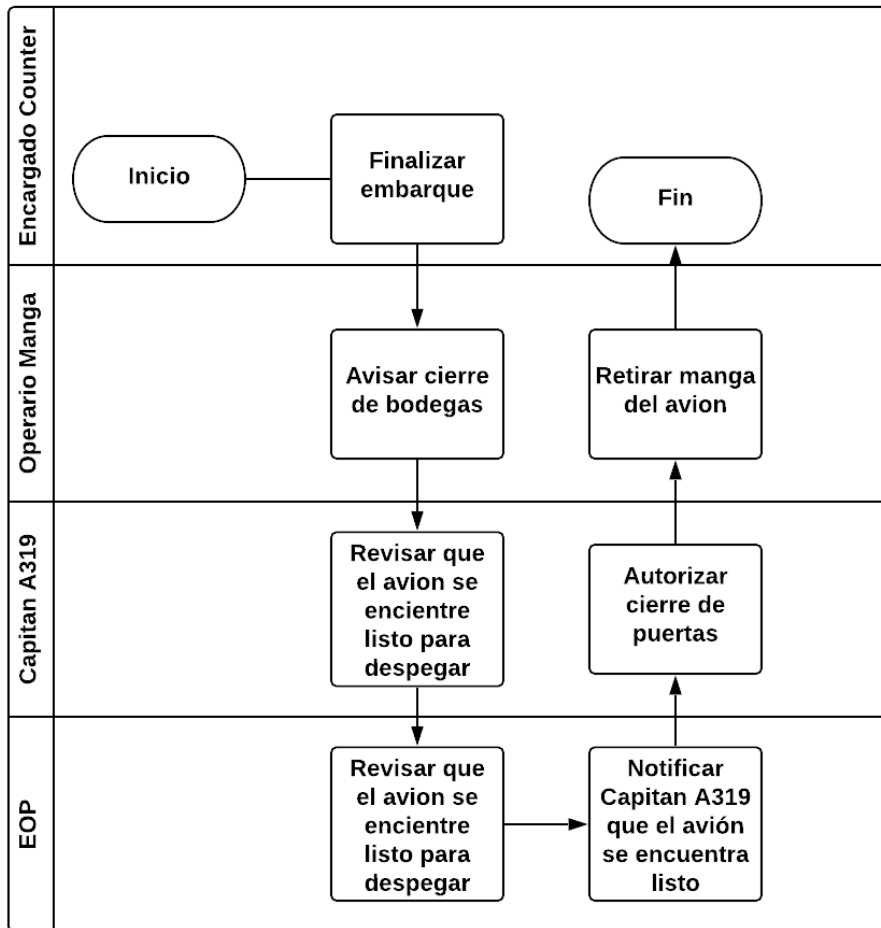 Encargado Counter
Inicio
Finalizar
embarque
Fin
Operario Manga
Avisar cierre
de bodegas
Retirar manga
del avion
Capitan A319
Revisar que
el avion se
encientre
listo para
despegar
Autorizar
cierre de
puertas
EOP
Revisar que
el avion se
encientre
listo para
despegar
Notificar
Capitan A319
que el avión
se encuentra
listo